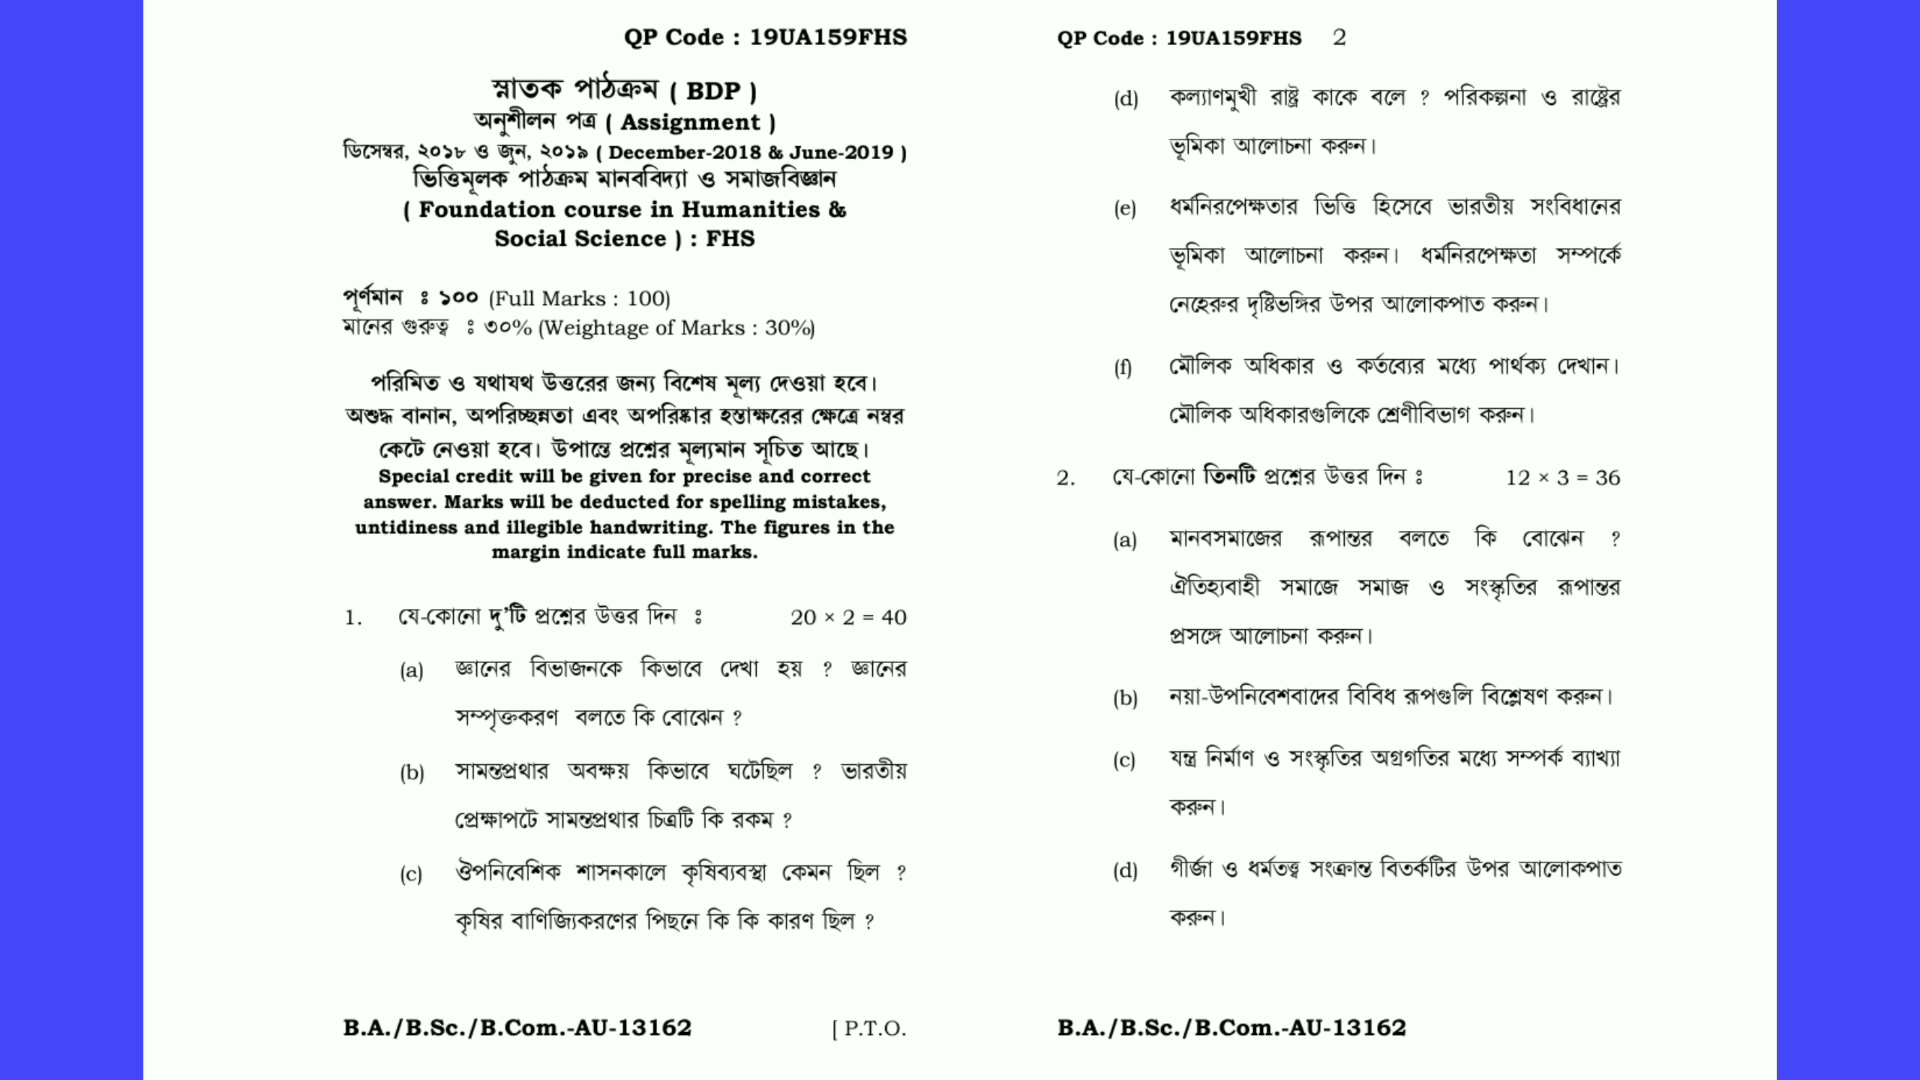 QP Code : 19UA159FHS
স্নাতক পাঠক্রম ( BDP )
অনুশীলন পত্র ( Assignment )
ডিসেম্বর, ২০১৮ ও জুন, ২০১৯ ( December-2018 & June-2019 )
ভিত্তিমূলক পাঠক্রম মানববিদ্যা ও সমাজবিজ্ঞান
( Foundation course in Humanities &
Social Science ) : FHS
পূর্ণমান ঃ ১০০ (Full Marks : 100)
মানের গুরুত্ব ঃ ৩০% (Weightage of Marks : 30%)
পরিমিত ও যথাযথ উত্তরের জন্য বিশেষ মূল্য দেওয়া হবে।
অশুদ্ধ বানান, অপরিচ্ছন্নতা এবং অপরিষ্কার হস্তাক্ষরের ক্ষেত্রে নম্বর
কেটে নেওয়া হবে। উপান্তে প্রশ্নের মূল্যমান সূচিত আছে।
Special credit will be given for precise and correct
answer. Marks will be deducted for spelling mistakes,
untidiness and illegible handwriting. The figures in the
margin indicate full marks.
1. যে-কোনো দু’টি প্রশ্নের উত্তর দিন ঃ 20 × 2 = 40
(a) জ্ঞানের বিভাজনকে কিভাবে দেখা হয় ? জ্ঞানের
সম্পৃক্তকরণ বলতে কি বোঝেন ?
(b) সামন্তপ্রথার অবক্ষয় কিভাবে ঘটেছিল ? ভারতীয়
প্রেক্ষাপটে সামন্তপ্রথার চিত্রটি কি রকম ?
(c) ঔপনিবেশিক শাসনকালে কৃষিব্যবস্থা কেমন ছিল ?
কৃষির বাণিজ্যিকরণের পিছনে কি কি কারণ ছিল ?
B.A./B.Sc./B.Com.-AU-13162 [ P.T.O.
QP Code : 19UA159FHS 2
(d) কল্যাণমুখী রাষ্ট্র কাকে বলে ? পরিকল্পনা ও রাষ্ট্রের
ভূমিকা আলোচনা করুন।
(e) ধর্মনিরপেক্ষতার ভিত্তি হিসেবে ভারতীয় সংবিধানের
ভূমিকা আলোচনা করুন। ধর্মনিরপেক্ষতা সম্পর্কে
নেহেরুর দৃষ্টিভঙ্গির উপর আলোকপাত করুন।
(f) মৌলিক অধিকার ও কর্তব্যের মধ্যে পার্থক্য দেখান।
মৌলিক অধিকারগুলিকে শ্রেণীবিভাগ করুন।
2. যে-কোনো তিনটি প্রশ্নের উত্তর দিন ঃ 12 × 3 = 36
(a) মানবসমাজের রূপান্তর বলতে কি বোঝেন ?
ঐতিহ্যবাহী সমাজে সমাজ ও সংস্কৃতির রূপান্তর
প্রসঙ্গে আলোচনা করুন।
(b) নয়া-উপনিবেশবাদের বিবিধ রূপগুলি বিশ্লেষণ করুন।
(c) যন্ত্র নির্মাণ ও সংস্কৃতির অগ্রগতির মধ্যে সম্পর্ক ব্যাখ্যা
করুন।
(d) গীর্জা ও ধর্মতত্ত্ব সংক্রান্ত বিতর্কটির উপর আলোকপাত
করুন।
B.A./B.Sc./B.Com.-AU-13162